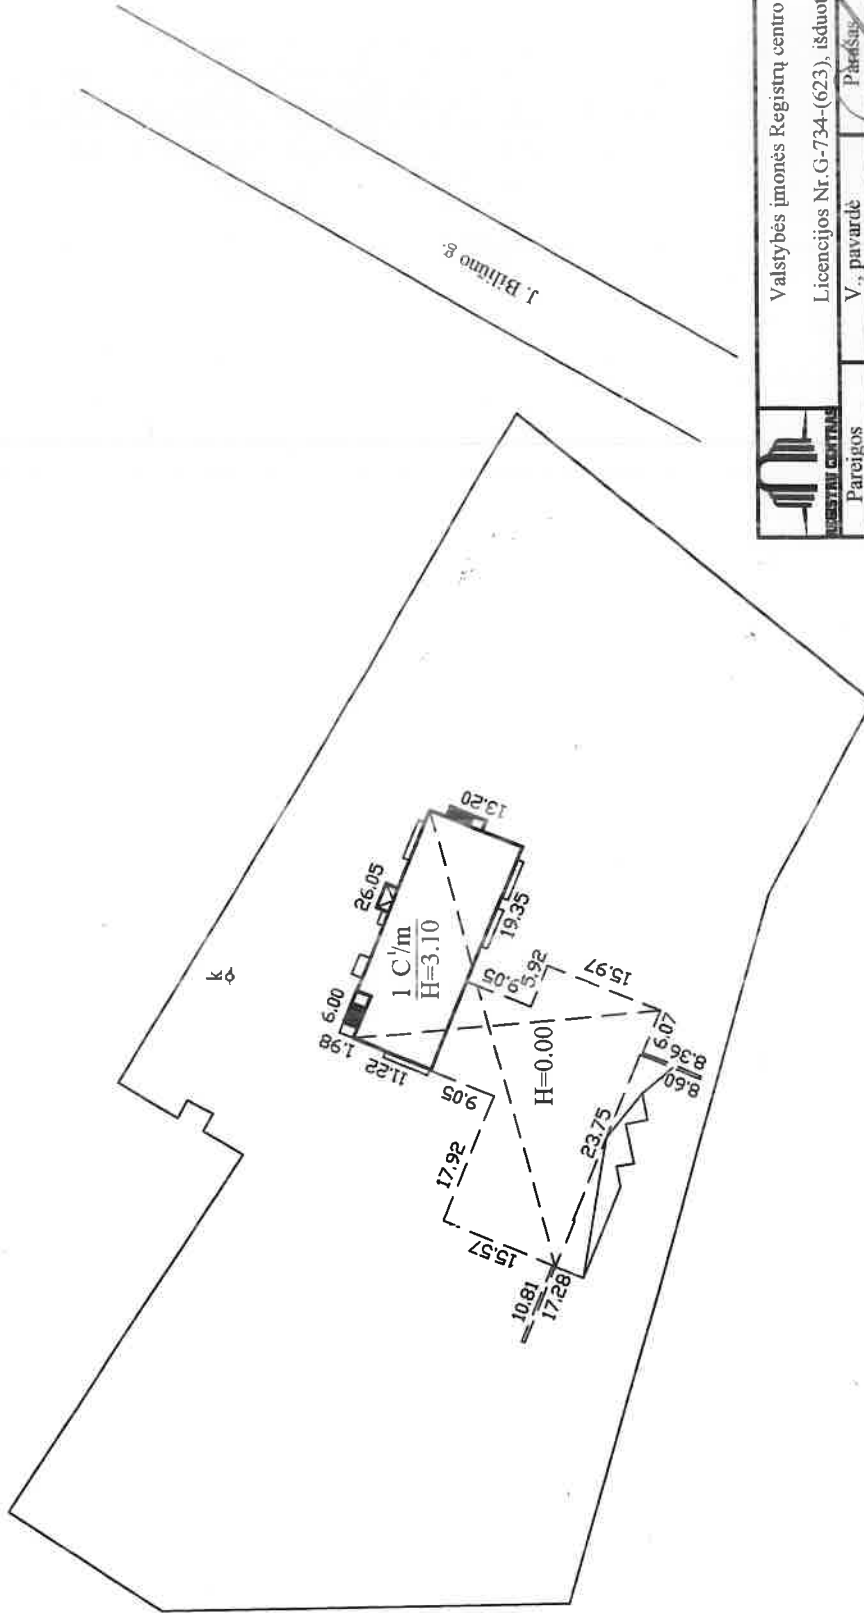 J. Biliūno g.
k
26.05
6.00
1.98
11.22
13.20
1 C¹/m
H=3.10
19.35
9.05
5.92
9.05
17.92
15.97
15.57
H=0.00
6.07
8.36
8.60
23.75
10.81
17.28
Valstybės įmonės Registrų centro
Licencijos Nr.G-734-(623), išduot
REGISTRŲ CENTRAS
Pareigos
V., pavardė
Parašas